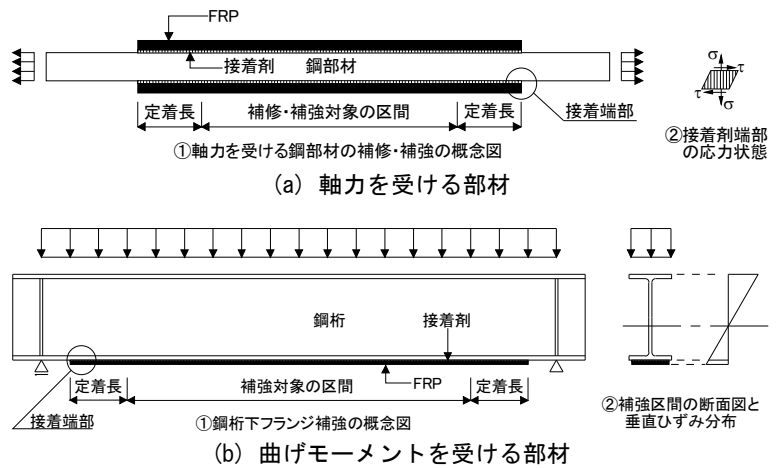 FRP
接着剤 鋼部材
定着長 補修・補強対象の区間 定着長
接着端部
①軸力を受ける鋼部材の補修・補強の概念図
σ
τ
τ
σ
②接着剤端部
の応力状態
(a) 軸力を受ける部材
鋼桁 接着剤
定着長 補強対象の区間 FRP 定着長
接着端部
①鋼桁下フランジ補強の概念図
②補強区間の断面図と
垂直ひずみ分布
(b) 曲げモーメントを受ける部材